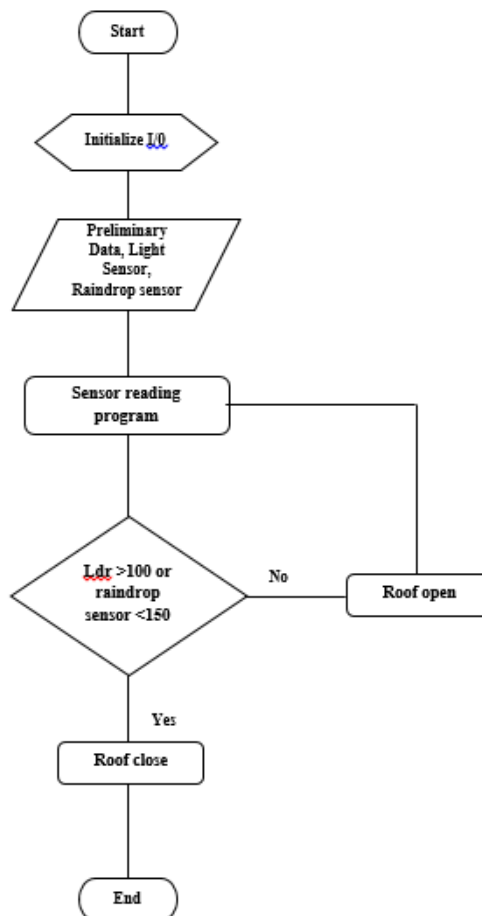 Start
Initialize I/0
Preliminary
Data, Light
Sensor,
Raindrop sensor
Sensor reading
program
Ldr >100 or
raindrop
sensor <150
No
Roof open
Yes
Roof close
End